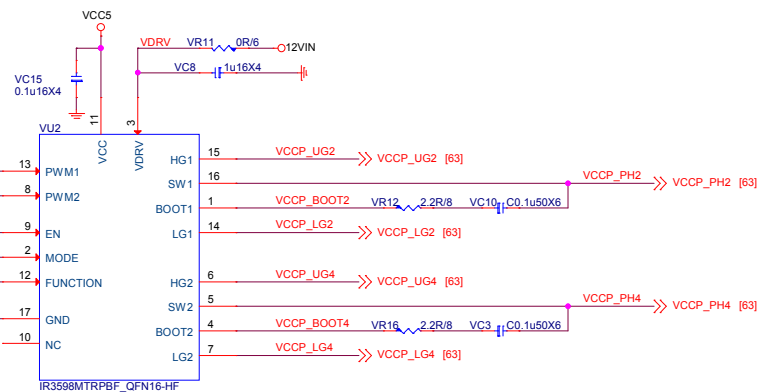 VCC5
VDRV VR11 0R/6 12VIN
VC8 1u16X4
VC15
0.1u16X4
11 3
VU2
VCC VDRV
13 PWM1
8 PWM2
9 EN
2 MODE
12 FUNCTION
17 GND
10 NC
HG1 15 VCCP_UG2 VCCP_UG2 [63]
SW1 16 VCCP_PH2 VCCP_PH2 [63]
BOOT1 1 VCCP_BOOT2 VR12 2.2R/8 VC10 C0.1u50X6
LG1 14 VCCP_LG2 VCCP_LG2 [63]
HG2 6 VCCP_UG4 VCCP_UG4 [63]
SW2 5 VCCP_PH4 VCCP_PH4 [63]
BOOT2 4 VCCP_BOOT4 VR16 2.2R/8 VC3 C0.1u50X6
LG2 7 VCCP_LG4 VCCP_LG4 [63]
IR3598MTRPBF_QFN16-HF